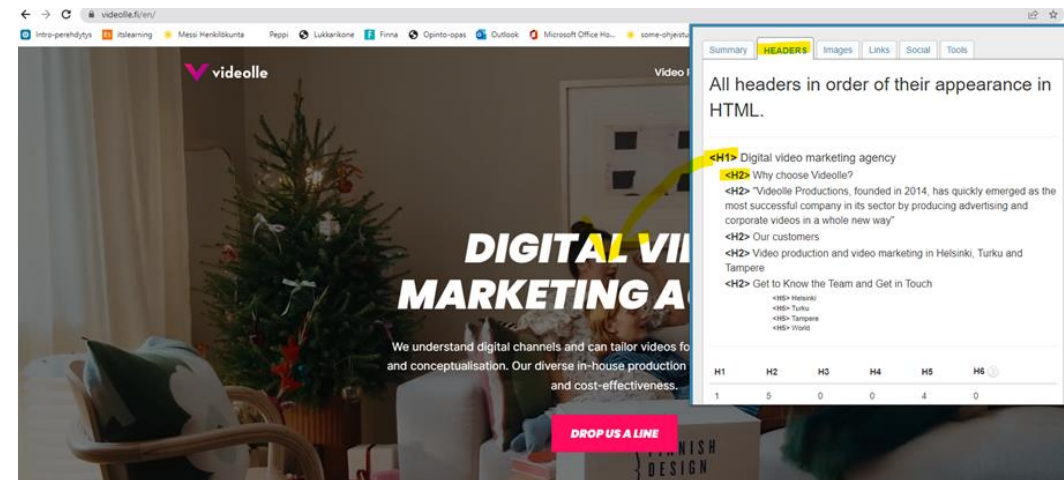 videolle.fi/en/
Intro-perehdytys itslearning Messi Henkilökunta Peppi Lukkarikone Finna Opinto-opas Outlook Microsoft Office Ho... some-ohjeistu
videolle
Video P
DIGITAL VI
MARKETING A
We understand digital channels and can tailor videos fo
and conceptualisation. Our diverse in-house production
and cost-effectiveness.
DROP US A LINE
NISH
DESIGN
Summary HEADERS Images Links Social Tools
All headers in order of their appearance in
HTML.
<H1> Digital video marketing agency
<H2> Why choose Videolle?
<H2> "Videolle Productions, founded in 2014, has quickly emerged as the
most successful company in its sector by producing advertising and
corporate videos in a whole new way"
<H2> Our customers
<H2> Video production and video marketing in Helsinki, Turku and
Tampere
<H2> Get to Know the Team and Get in Touch
<H5> Helsinki
<H5> Turku
<H5> Tampere
<H5> World
H1 H2 H3 H4 H5 H6
1 5 0 0 4 0